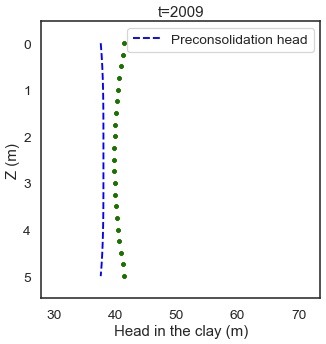 t=2009
Preconsolidation head
0
1
2
3
4
5
Z (m)
30 40 50 60 70
Head in the clay (m)